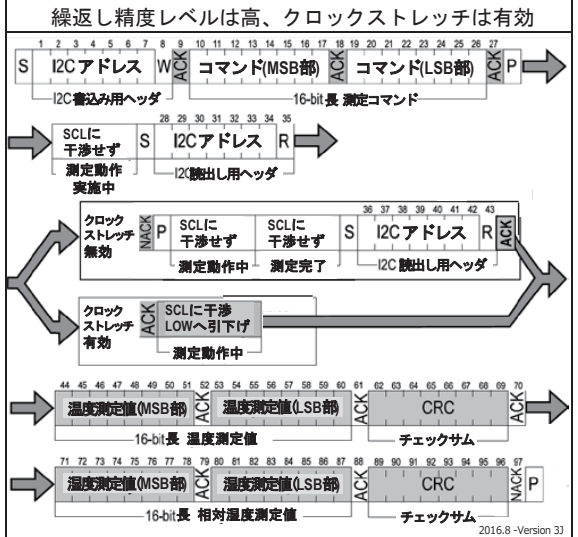 繰返し精度レベルは高、クロックストレッチは有効
1 2 3 4 5 6 7 8 9 10 11 12 13 14 15 16 17 18 19 20 21 22 23 24 25 26 27
S I2C アドレス W ACK コマンド(MSB部) ACK コマンド(LSB部) ACK P
I2C書込み用ヘッダ 16-bit長 測定コマンド
28 29 30 31 32 33 34 35
SCLに
干渉せず S I2Cアドレス R
測定動作
実施中
I2C読出し用ヘッダ
クロック
ストレッチ
無効
36 37 38 39 40 41 42 43
NACK P SCLに
干渉せず
SCLに
干渉せず
S I2Cアドレス R ACK
測定動作中 測定完了 I2C 読出し用ヘッダ
クロック
ストレッチ
有効
ACK SCLに干渉
LOWへ引下げ
測定動作中
44 45 46 47 48 49 50 51 52 53 54 55 56 57 58 59 60 61 62 63 64 65 66 67 68 69 70
温度測定値(MSB部) ACK 温度測定値(LSB部) ACK CRC ACK
16-bit長 温度測定値 チェックサム
71 72 73 74 75 76 77 78 79 80 81 82 83 84 85 86 87 88 89 90 91 92 93 94 95 96 97
湿度測定値(MSB部) ACK 湿度測定値(LSB部) ACK CRC NACK P
16-bit長 相対湿度測定値 チェックサム
2016.8 -Version 3J